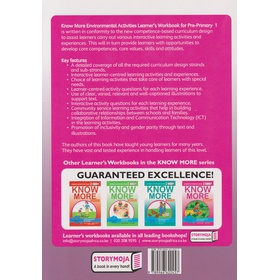 Know More Environmental Activities Learner's Workbook for Pre-Primary 1
is written in conformity to the new competence-based curriculum design
to boost learners carry out various interactive learning activities and
experiences. This will in turn provide learners with opportunities to
develop core competencies, creativity and life skills.
Key features
• A detailed coverage of all the required curriculum design strands
and sub-strands.
• Interactive learner-centred learning activities and experiences.
• Choice of learning activities that take care of learners with special
needs.
• Interactive activity questions for each learning experience.
• Use of clear, varied, relevant and well-outlined illustrations to
support text.
• Interactive activity questions for each learning experience.
• Community-school learning activities that help in building
collaborative relationships between schools and families.
Integration of Information and Communication Technology (ICT)
in the learning activities.
• Promotion of inclusivity and gender parity through text and
illustrations.
The authors of this book have taught young learners for many years.
They have vast and tested experience in handling learners of this level.
Other Learner's Workbooks in the KNOW MORE series
GUARANTEED EXCELLENCE!
KNOW MORE
KNOW MORE
KNOW MORE
KNOW MORE
Learner's workbooks available in all leading bookshops!
STORYMOJA
A book in every hand!